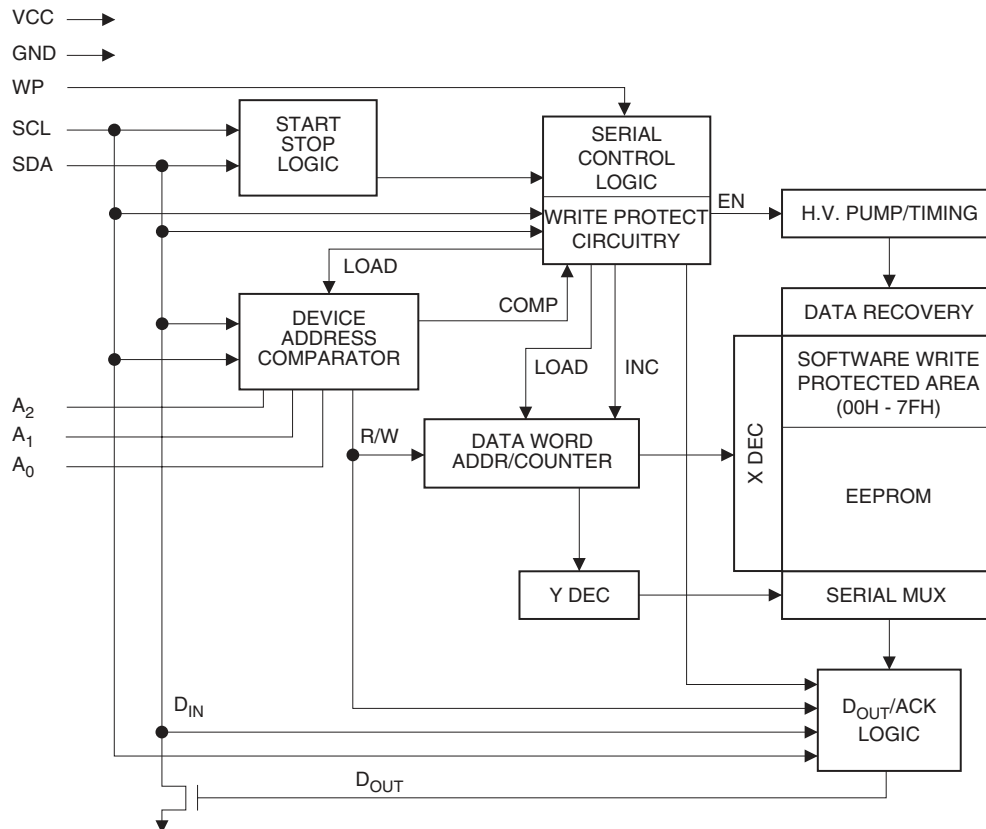 VCC
GND
WP
SCL
SDA
START
STOP
LOGIC
SERIAL
CONTROL
LOGIC
WRITE PROTECT
CIRCUITRY
EN
H.V. PUMP/TIMING
LOAD
COMP
DEVICE
ADDRESS
COMPARATOR
LOAD
INC
DATA RECOVERY
SOFTWARE WRITE
PROTECTED AREA
(00H - 7FH)
X DEC
EEPROM
A2
A1
A0
R/W
DATA WORD
ADDR/COUNTER
Y DEC
SERIAL MUX
DIN
DOUT/ACK
LOGIC
DOUT